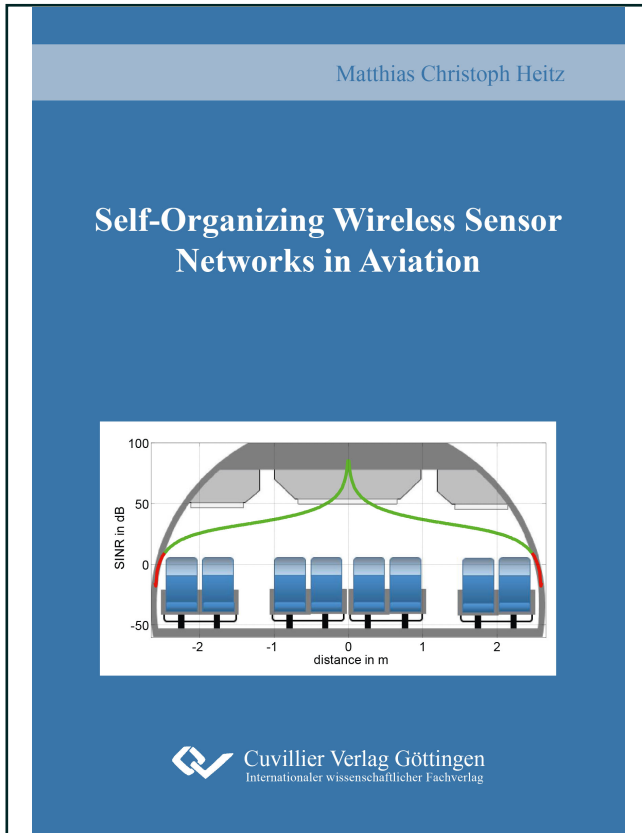 Matthias Christoph Heitz
Self-Organizing Wireless Sensor
Networks in Aviation
100
50
0
-50
SINR in dB
-2 -1 0 1 2
distance in m
Cuvillier Verlag Göttingen
Internationaler wissenschaftlicher Fachverlag